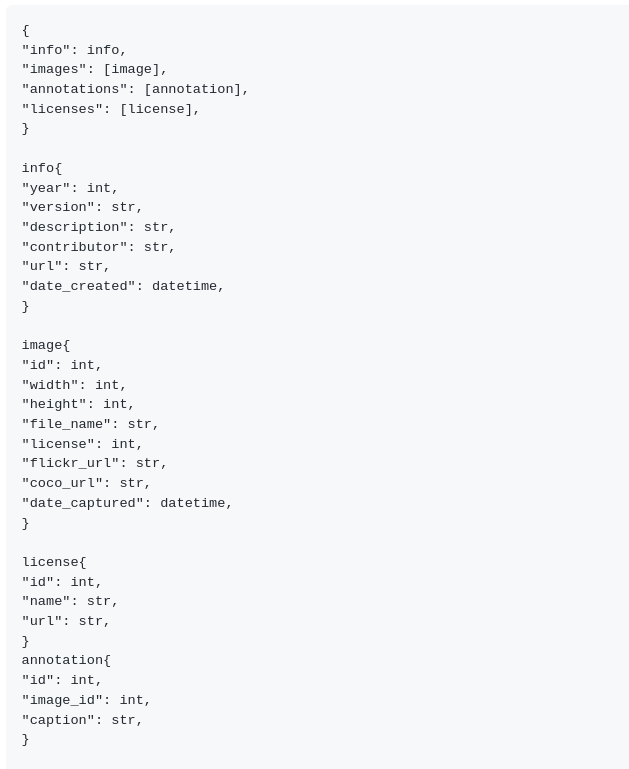 {
"info": info,
"images": [image],
"annotations": [annotation],
"licenses": [license],
}
info{
"year": int,
"version": str,
"description": str,
"contributor": str,
"url": str,
"date_created": datetime,
}
image{
"id": int,
"width": int,
"height": int,
"file_name": str,
"license": int,
"flickr_url": str,
"coco_url": str,
"date_captured": datetime,
}
license{
"id": int,
"name": str,
"url": str,
}
annotation{
"id": int,
"image_id": int,
"caption": str,
}